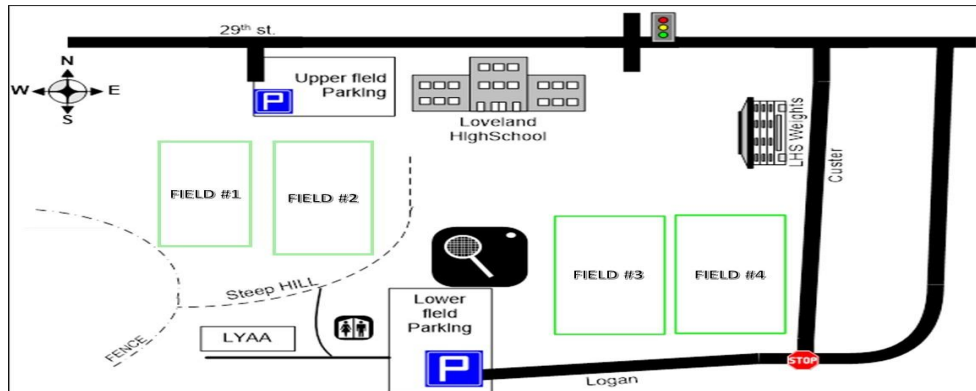 29th st.
N
W
E
S
Upper field
Parking
P
Loveland
HighSchool
LHS Weights
Custer
FIELD #1
FIELD #2
FIELD #3
FIELD #4
Steep HILL
Lower
field
Parking
P
LYAA
FENCE
STOP
Logan